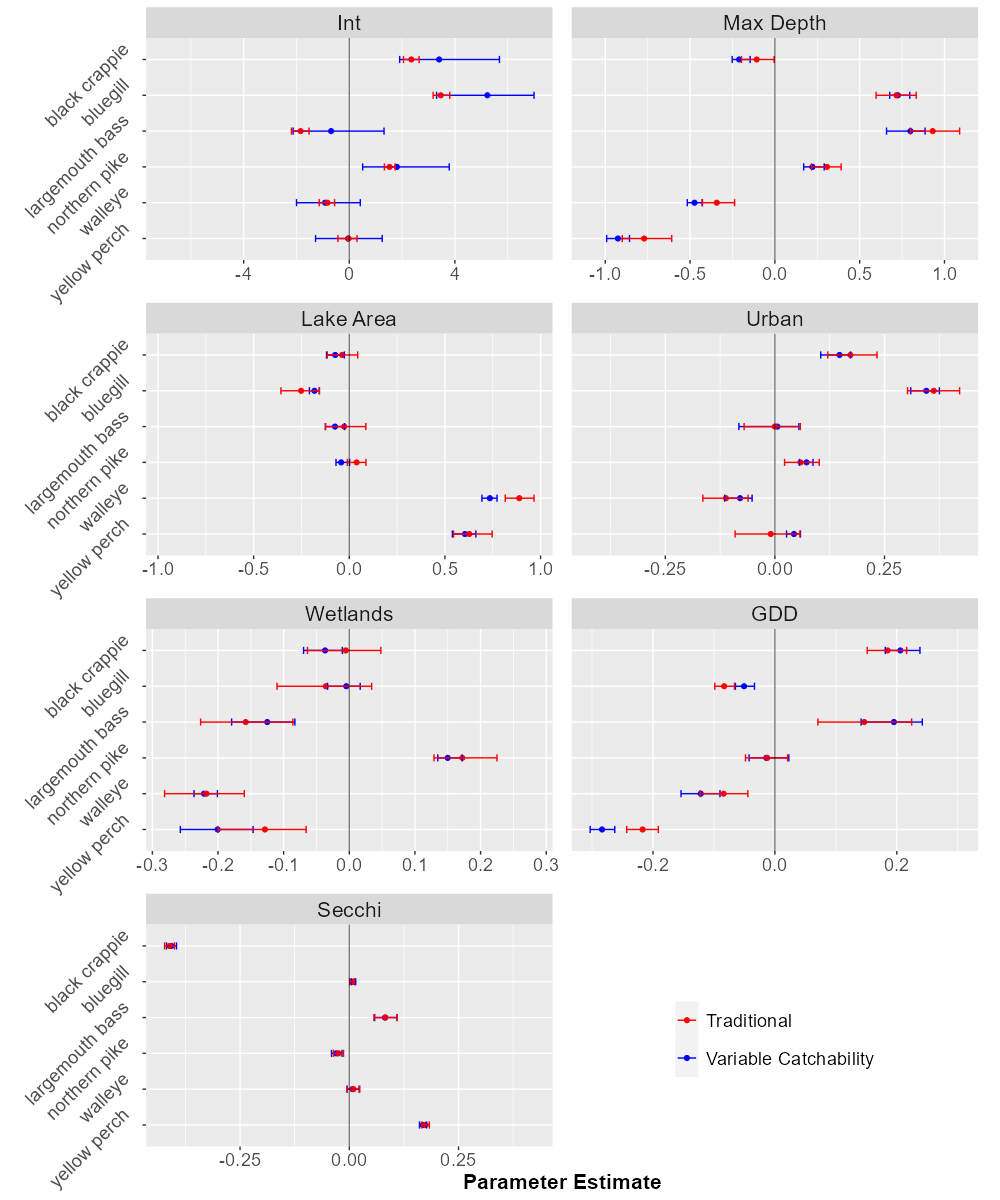 Int
Max Depth
black crappie
bluegill
largemouth bass
northern pike
walleye
yellow perch
-4
0
4
-1.0
-0.5
0.0
0.5
1.0
Lake Area
Urban
black crappie
bluegill
largemouth bass
northern pike
walleye
yellow perch
-1.0
-0.5
0.0
0.5
1.0
-0.25
0.00
0.25
Wetlands
GDD
black crappie
bluegill
largemouth bass
northern pike
walleye
yellow perch
-0.3
-0.2
-0.1
0.0
0.1
0.2
0.3
-0.2
0.0
0.2
Secchi
black crappie
bluegill
largemouth bass
northern pike
walleye
yellow perch
-0.25
0.00
0.25
Traditional
Variable Catchability
Parameter Estimate